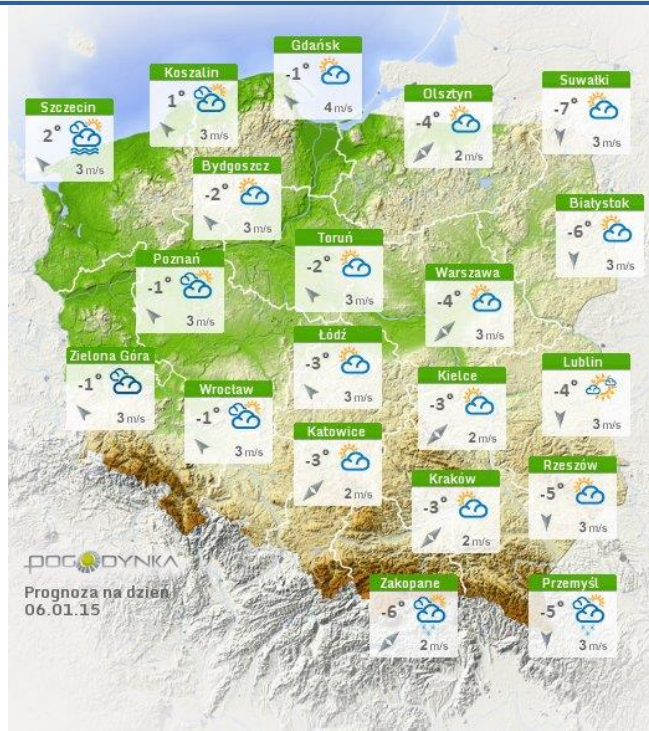 Gdańsk
-1°
4 m/s
Koszalin
1°
3 m/s
Suwałki
-7°
3 m/s
Olsztyn
-4°
2 m/s
Szczecin
2°
3 m/s
Bydgoszcz
-2°
3 m/s
Białystok
-6°
3 m/s
Toruń
-2°
3 m/s
Poznań
-1°
3 m/s
Warszawa
-4°
3 m/s
Łódź
-3°
3 m/s
Zielona Góra
-1°
3 m/s
Lublin
-4°
3 m/s
Kielce
-3°
2 m/s
Wrocław
-1°
3 m/s
Katowice
-3°
2 m/s
Rzeszów
-5°
3 m/s
Kraków
-3°
2 m/s
POGODYNKA
Prognoza na dzień
06.01.15
Zakopane
-6°
2 m/s
Przemyśl
-5°
3 m/s